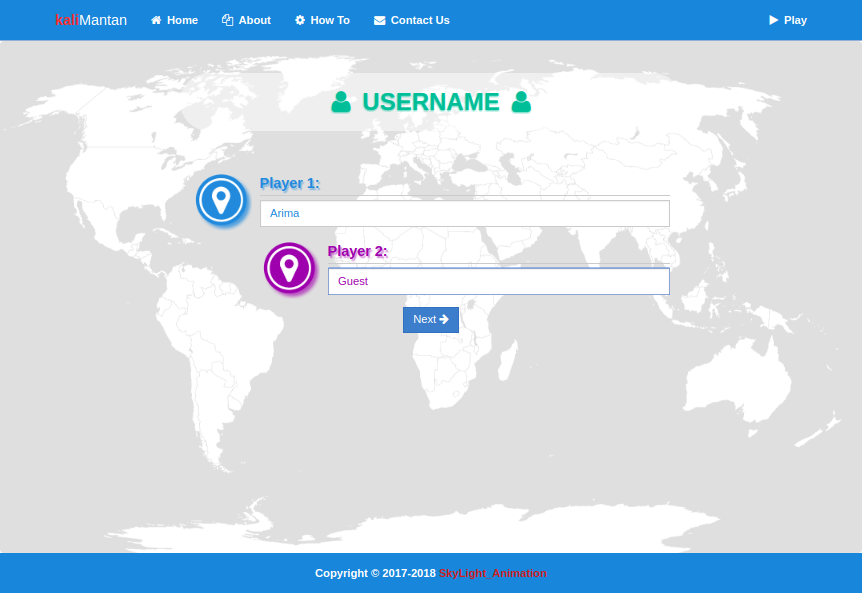 kaliMantan Home About How To Contact Us Play
USERNAME
Player 1:
Arima
Player 2:
Guest
Next
Copyright © 2017-2018 SkyLight_Animation